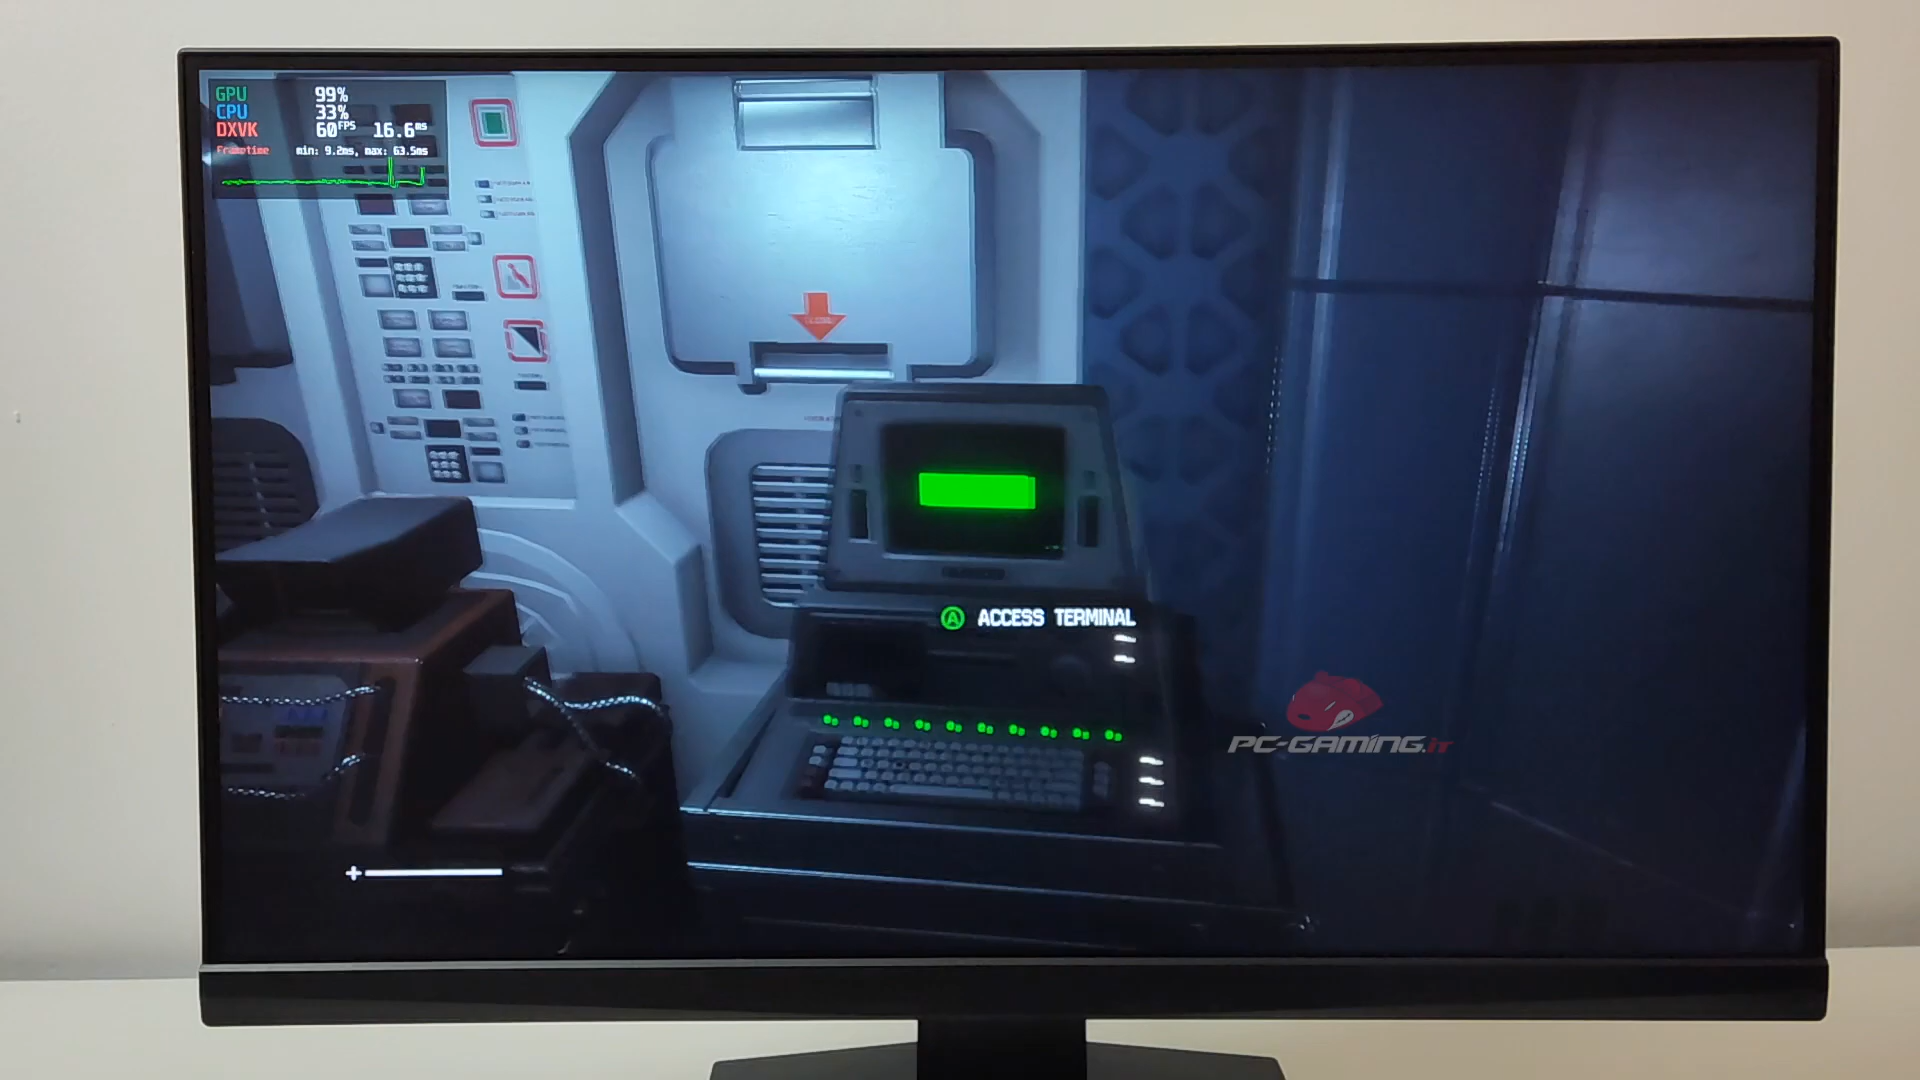 GPU 99%
CPU 33%
DXVK 60FPS 16.6ms
Frametime min: 9.2ms, max: 63.5ms
A ACCESS TERMINAL
PC-GAMING.IT